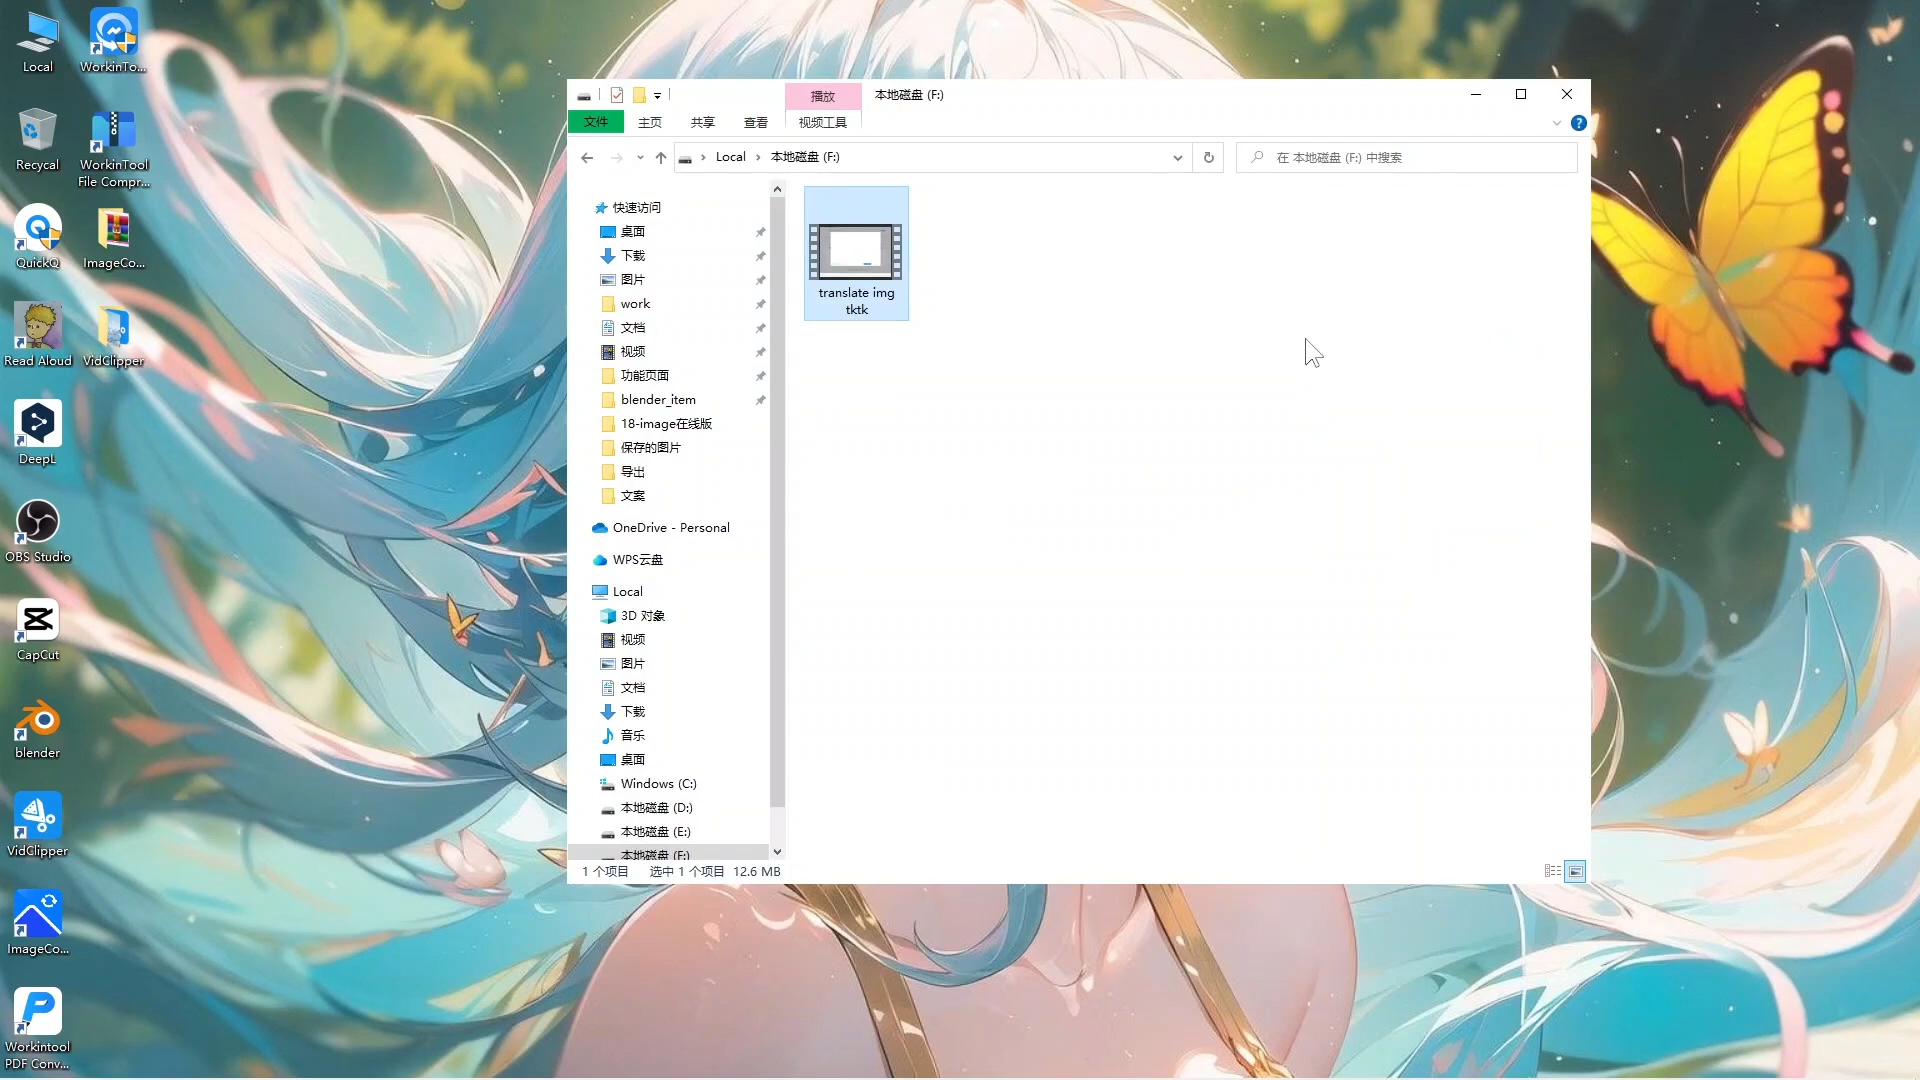 Local
WorkinTo...
Recycal
WorkinTool
File Compr...
QuickQ
ImageCo...
Read Aloud
VidClipper
DeepL
OBS Studio
CapCut
blender
VidClipper
ImageCo...
Workintool
PDF Conv...
播放
本地磁盘 (F:)
文件
主页
共享
查看
视频工具
Local
本地磁盘 (F:)
在 本地磁盘 (F:) 中搜索
快速访问
桌面
下载
图片
work
文档
视频
功能页面
blender_item
18-image在线版
保存的图片
导出
文案
OneDrive - Personal
WPS云盘
Local
3D 对象
视频
图片
文档
下载
音乐
桌面
Windows (C:)
本地磁盘 (D:)
本地磁盘 (E:)
本地磁盘 (F:)
translate img
tktk
1 个项目
选中 1 个项目 12.6 MB